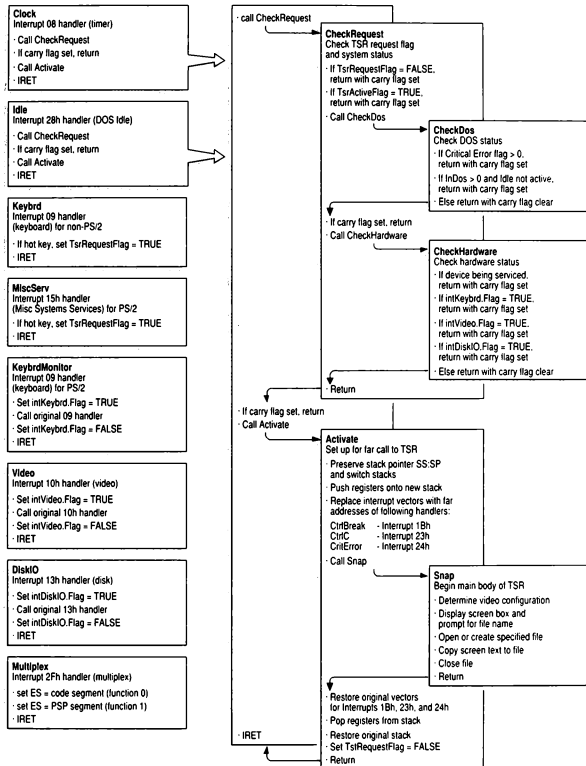 Clock
Interrupt 08 handler (timer)
· Call CheckRequest
· If carry flag set, return
· Call Activate
· IRET
Idle
Interrupt 28h handler (DOS Idle)
· Call CheckRequest
· If carry flag set, return
· Call Activate
· IRET
Keybrd
Interrupt 09 handler
(keyboard) for non-PS/2
· If hot key, set TsrRequestFlag = TRUE
· IRET
MiscServ
Interrupt 15h handler
(Misc Systems Services) for PS/2
· If hot key, set TsrRequestFlag = TRUE
· IRET
KeybrdMonitor
Interrupt 09 handler
(keyboard) for PS/2
· Set intKeybrd.Flag = TRUE
· Call original 09 handler
· Set intKeybrd.Flag = FALSE
· IRET
Video
Interrupt 10h handler (video)
· Set intVideo.Flag = TRUE
· Call original 10h handler
· Set intVideo.Flag = FALSE
· IRET
DiskIO
Interrupt 13h handler (disk)
· Set intDiskIO.Flag = TRUE
· Call original 13h handler
· Set intDiskIO.Flag = FALSE
· IRET
Multiplex
Interrupt 2Fh handler (multiplex)
· set ES = code segment (function 0)
· set ES = PSP segment (function 1)
· IRET
· call CheckRequest
CheckRequest
Check TSR request flag
and system status
· If TsrRequestFlag = FALSE,
return with carry flag set
· If TsrActiveFlag = TRUE,
return with carry flag set
· Call CheckDos
CheckDos
Check DOS status
· If Critical Error flag > 0,
return with carry flag set
· If InDos > 0 and Idle not active,
return with carry flag set
· Else return with carry flag clear
· If carry flag set, return
· Call CheckHardware
CheckHardware
Check hardware status
· If device being serviced,
return with carry flag set
· If intKeybrd.Flag = TRUE,
return with carry flag set
· If intVideo.Flag = TRUE,
return with carry flag set
· If intDiskIO.Flag = TRUE,
return with carry flag set
· Else return with carry flag clear
· Return
· If carry flag set, return
· Call Activate
Activate
Set up for far call to TSR
· Preserve stack pointer SS:SP
and switch stacks
· Push registers onto new stack
· Replace interrupt vectors with far
addresses of following handlers:
CtrlBreak - Interrupt 1Bh
CtrlC - Interrupt 23h
CritError - Interrupt 24h
· Call Snap
Snap
Begin main body of TSR
· Determine video configuration
· Display screen box and
prompt for file name
· Open or create specified file
· Copy screen text to file
· Close file
· Return
· Restore original vectors
for Interrupts 1Bh, 23h, and 24h
· Pop registers from stack
· Restore original stack
· Set TstRequestFlag = FALSE
· Return
· IRET